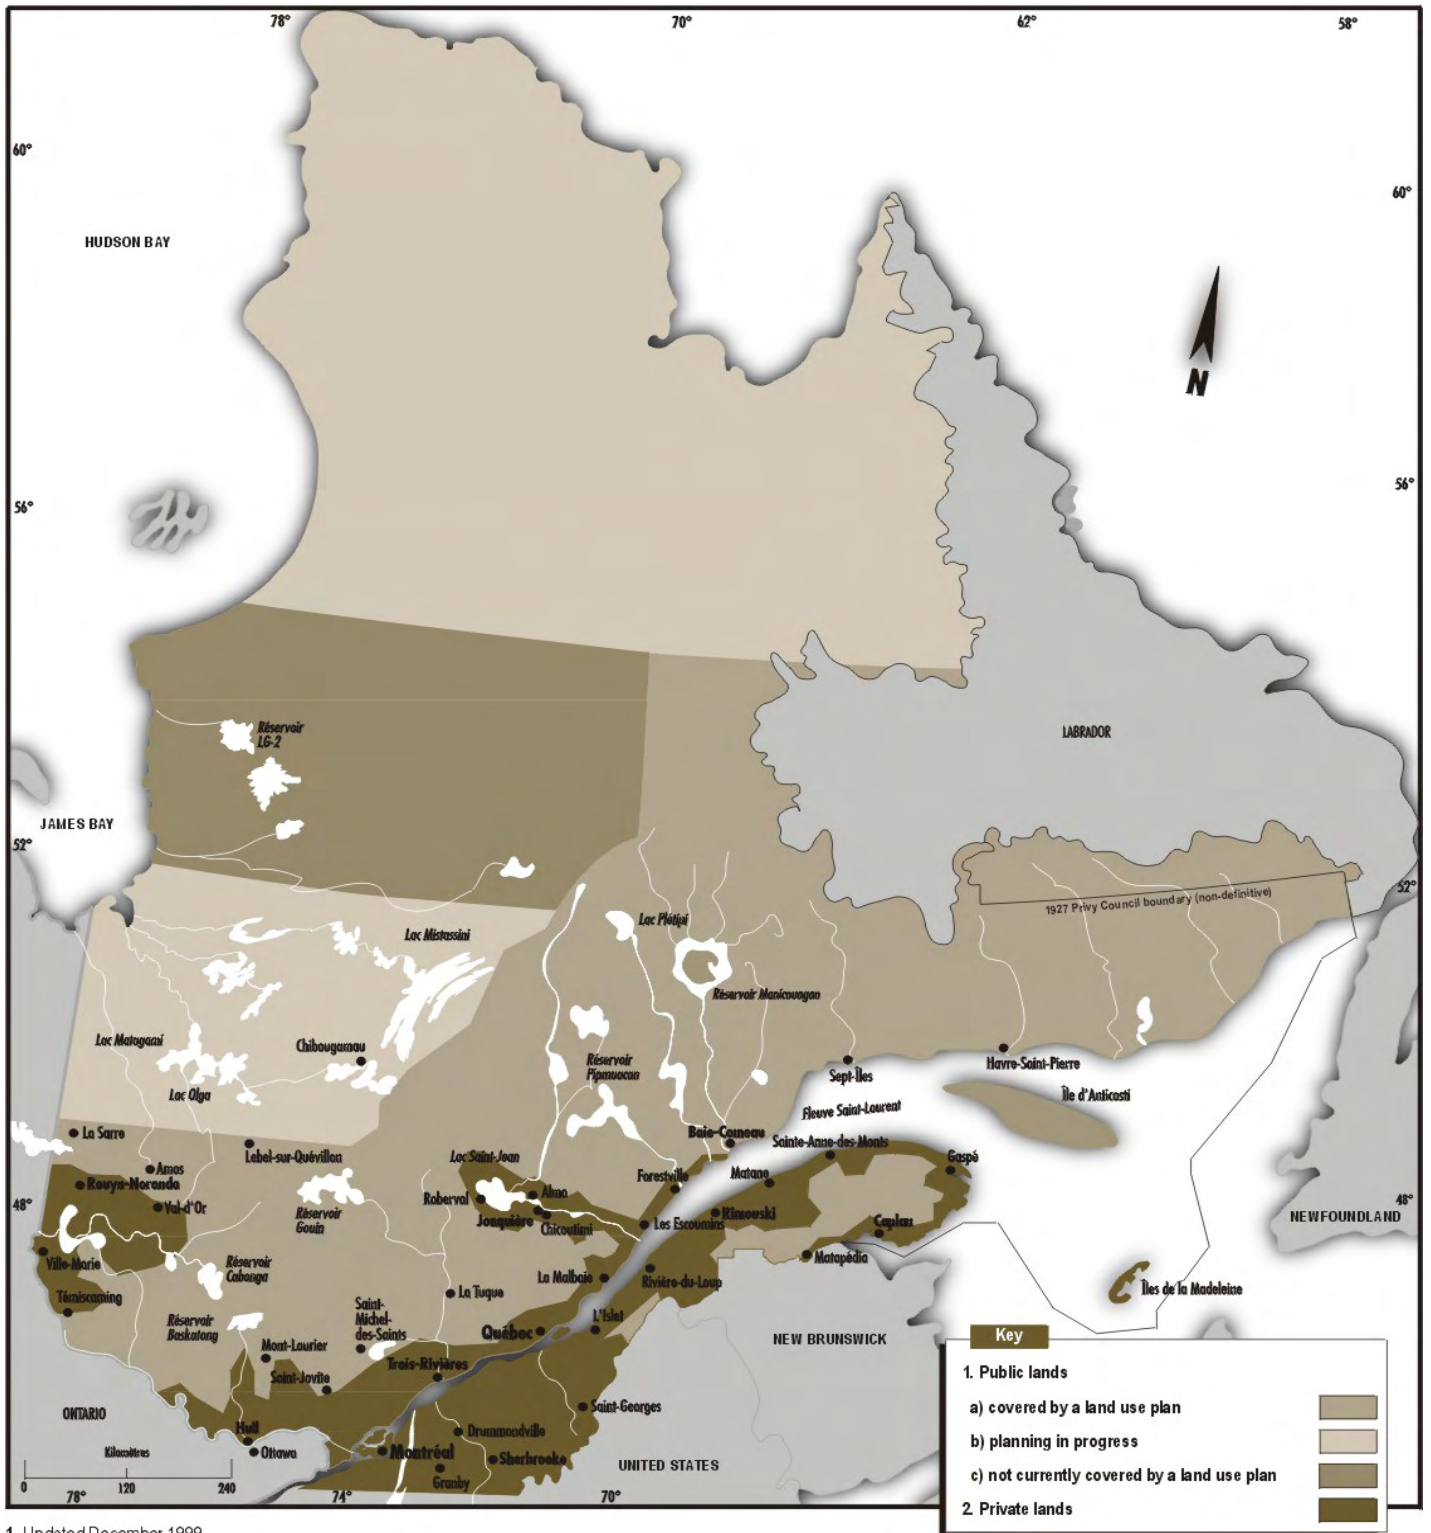 78°
70°
62°
58°
60°
60°
HUDSON BAY
56°
56°
Réservoir
LG-2
LABRADOR
JAMES BAY
52°
52°
1927 Privy Council boundary (non-definitive)
Lac Plétipi
Lac Mistassini
Réservoir Manicouagan
Lac Matagami
Chibougamau
Réservoir
Pipmuacan
Sept-Îles
Havre-Saint-Pierre
Lac Olga
Île d'Anticosti
Fleuve Saint-Laurent
La Sarre
Baie-Comeau
Sainte-Anne-des-Monts
Lebel-sur-Quévillon
Lac Saint-Jean
Gaspé
Amos
Rouyn-Noranda
Forestville
Matane
Roberval
Alma
48°
48°
Val-d'Or
Réservoir
Gouin
Jonquière
Chicoutimi
Les Escoumins
Rimouski
Caplan
NEWFOUNDLAND
Ville-Marie
Réservoir
Cabonga
Matapédia
La Malbaie
Rivière-du-Loup
Îles de la Madeleine
Témiscaming
La Tuque
Saint-
Michel-
des-Saints
Réservoir
Baskatong
L'Islet
Québec
NEW BRUNSWICK
Mont-Laurier
Trois-Rivières
Saint-Jovite
Saint-Georges
ONTARIO
Hull
Ottawa
Drummondville
Montréal
Sherbrooke
Granby
UNITED STATES
Kilomètres
0 120 240
78°
74°
70°
N
Key
1. Public lands
a) covered by a land use plan
b) planning in progress
c) not currently covered by a land use plan
2. Private lands
1. Updated December 1999